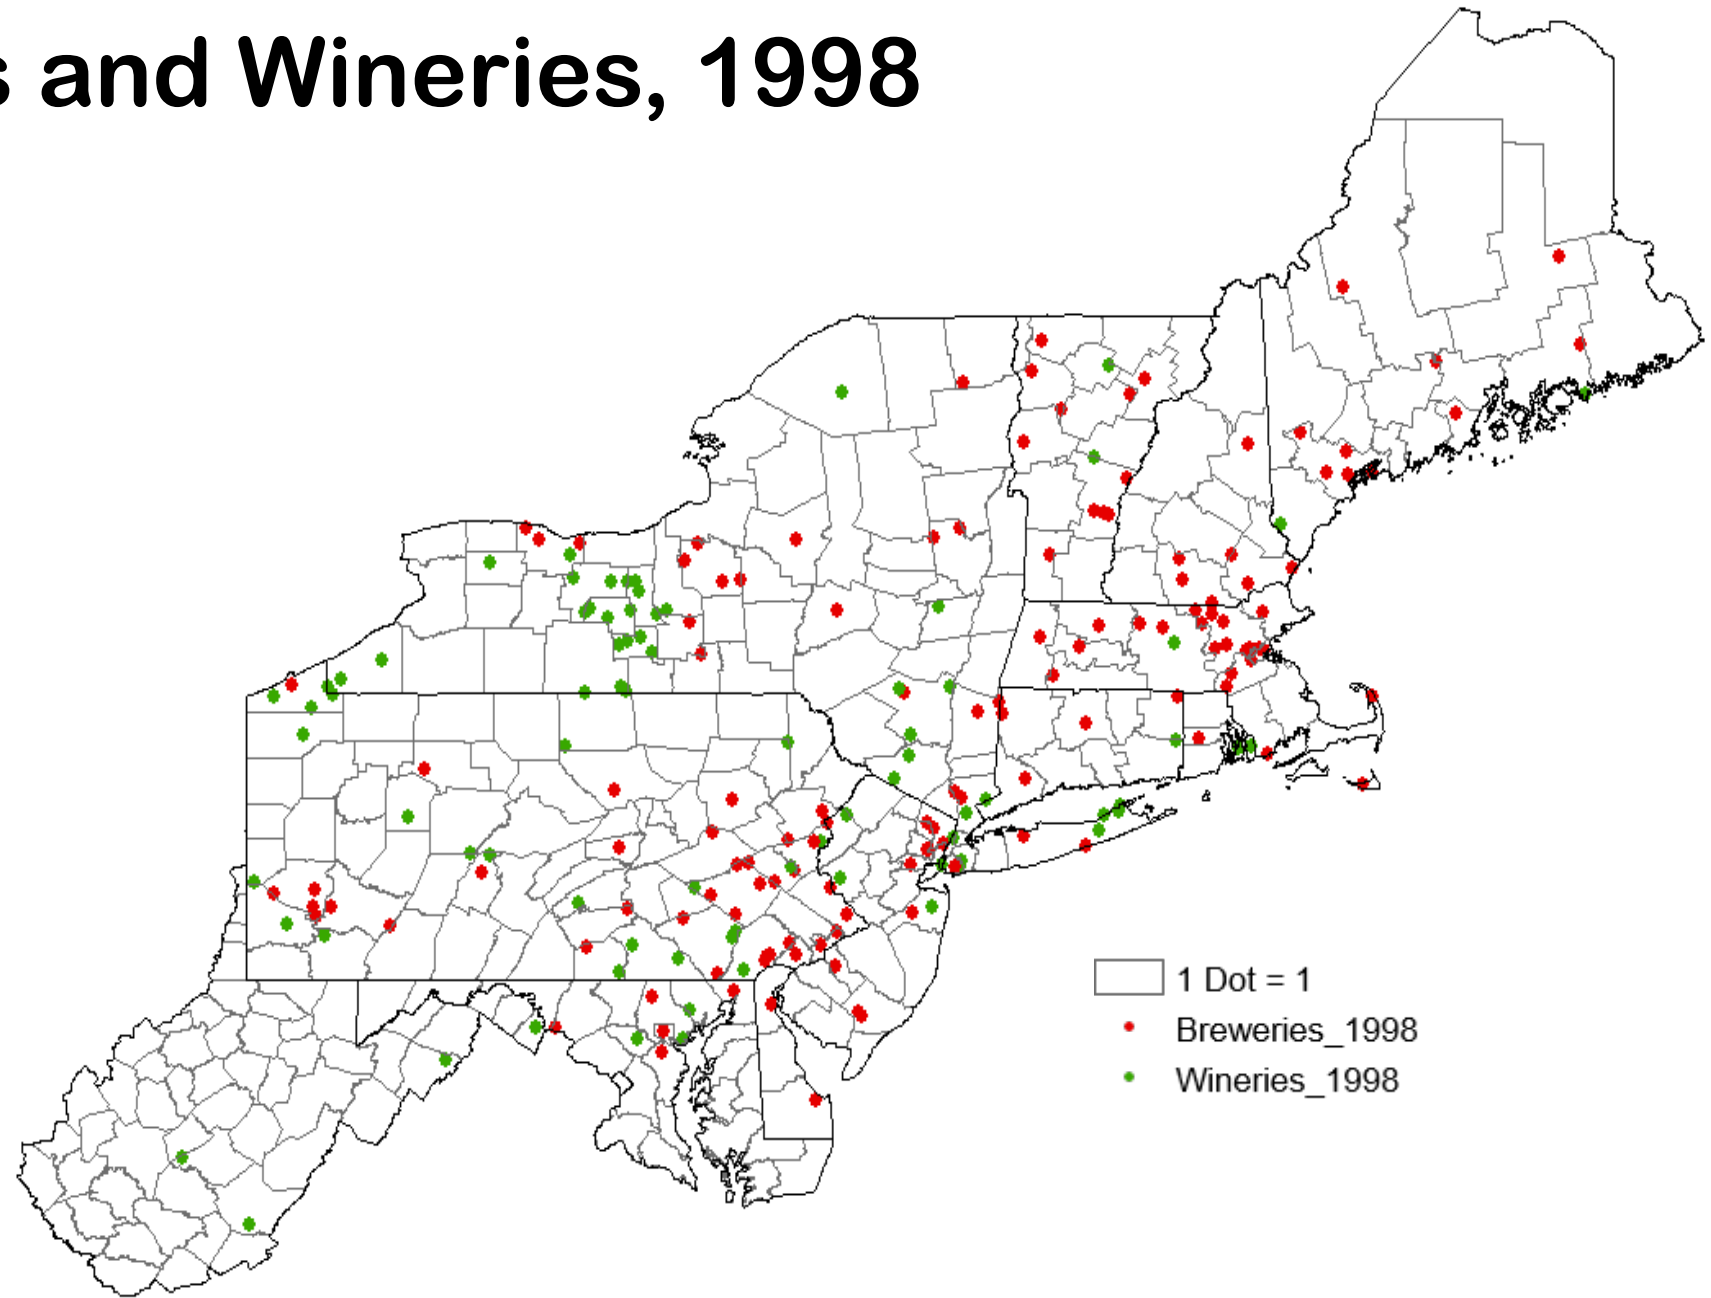 s and Wineries, 1998
1 Dot = 1
Breweries_1998
Wineries_1998